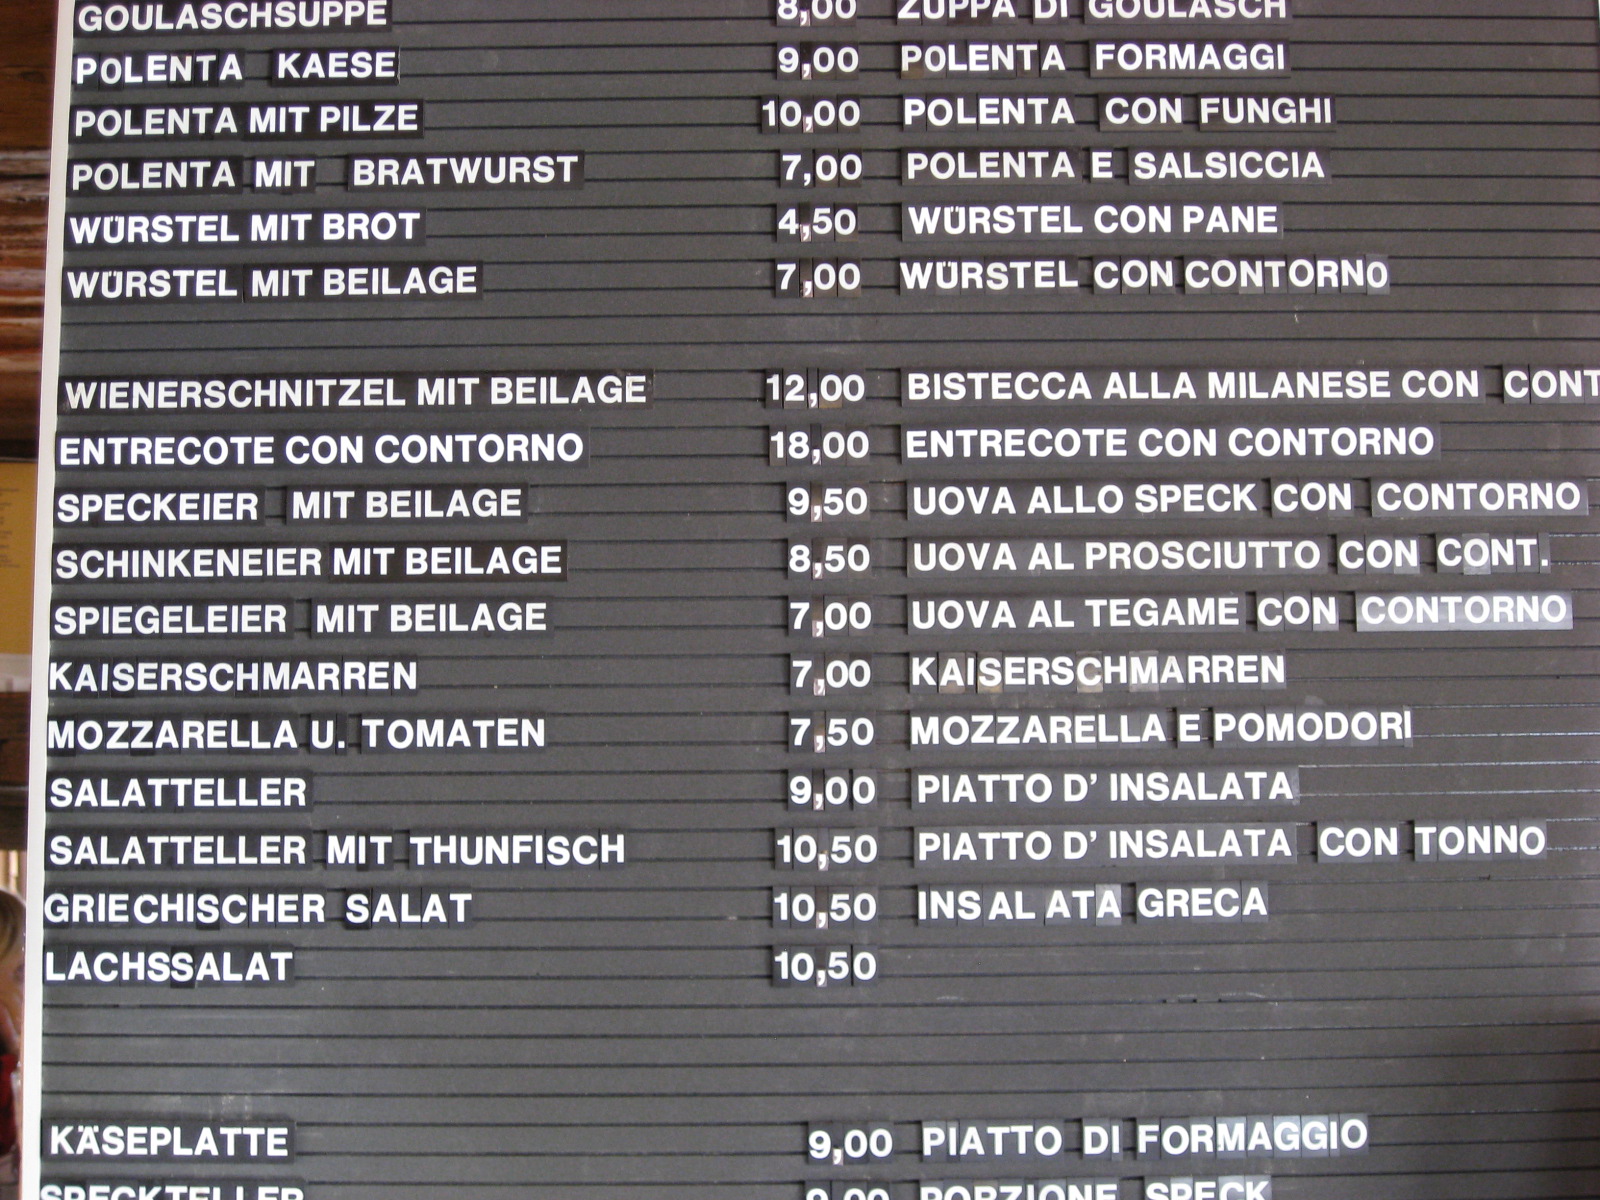 GOULASCHSUPPE 8,00 ZUPPA DI GOULASCH
POLENTA KAESE 9,00 POLENTA FORMAGGI
POLENTA MIT PILZE 10,00 POLENTA CON FUNGHI
POLENTA MIT BRATWURST 7,00 POLENTA E SALSICCIA
WÜRSTEL MIT BROT 4,50 WÜRSTEL CON PANE
WÜRSTEL MIT BEILAGE 7,00 WÜRSTEL CON CONTORNO
WIENERSCHNITZEL MIT BEILAGE 12,00 BISTECCA ALLA MILANESE CON CONT
ENTRECOTE CON CONTORNO 18,00 ENTRECOTE CON CONTORNO
SPECKEIER MIT BEILAGE 9,50 UOVA ALLO SPECK CON CONTORNO
SCHINKENEIER MIT BEILAGE 8,50 UOVA AL PROSCIUTTO CON CONT.
SPIEGELEIER MIT BEILAGE 7,00 UOVA AL TEGAME CON CONTORNO
KAISERSCHMARREN 7,00 KAISERSCHMARREN
MOZZARELLA U. TOMATEN 7,50 MOZZARELLA E POMODORI
SALATTELLER 9,00 PIATTO D' INSALATA
SALATTELLER MIT THUNFISCH 10,50 PIATTO D' INSALATA CON TONNO
GRIECHISCHER SALAT 10,50 INSALATA GRECA
LACHSSALAT 10,50
KÄSEPLATTE 9,00 PIATTO DI FORMAGGIO
SPECKTELLER 9,00 PORZIONE SPECK